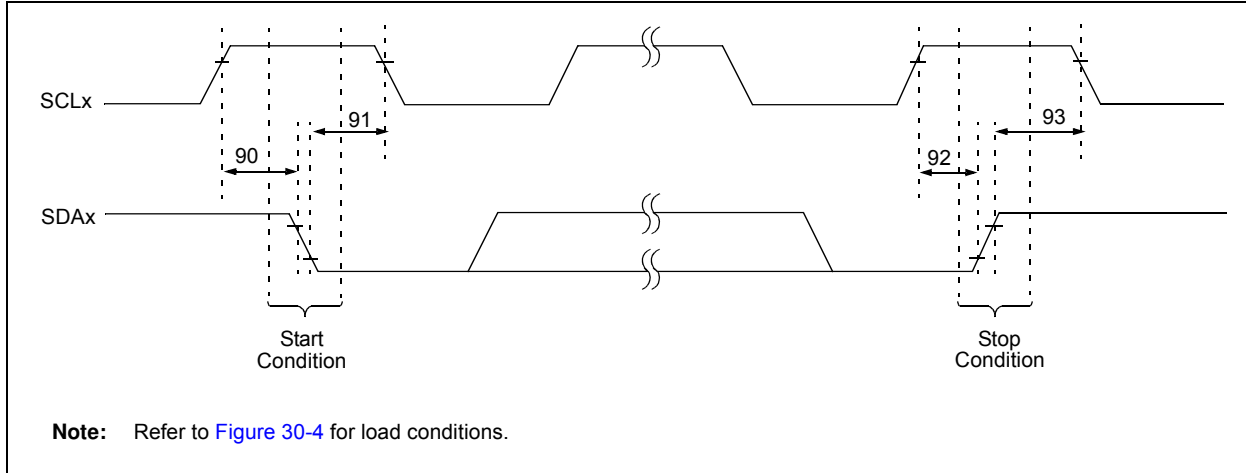 SCLx
91
93
90
92
SDAx
Start
Condition
Stop
Condition
Note: Refer to Figure 30-4 for load conditions.